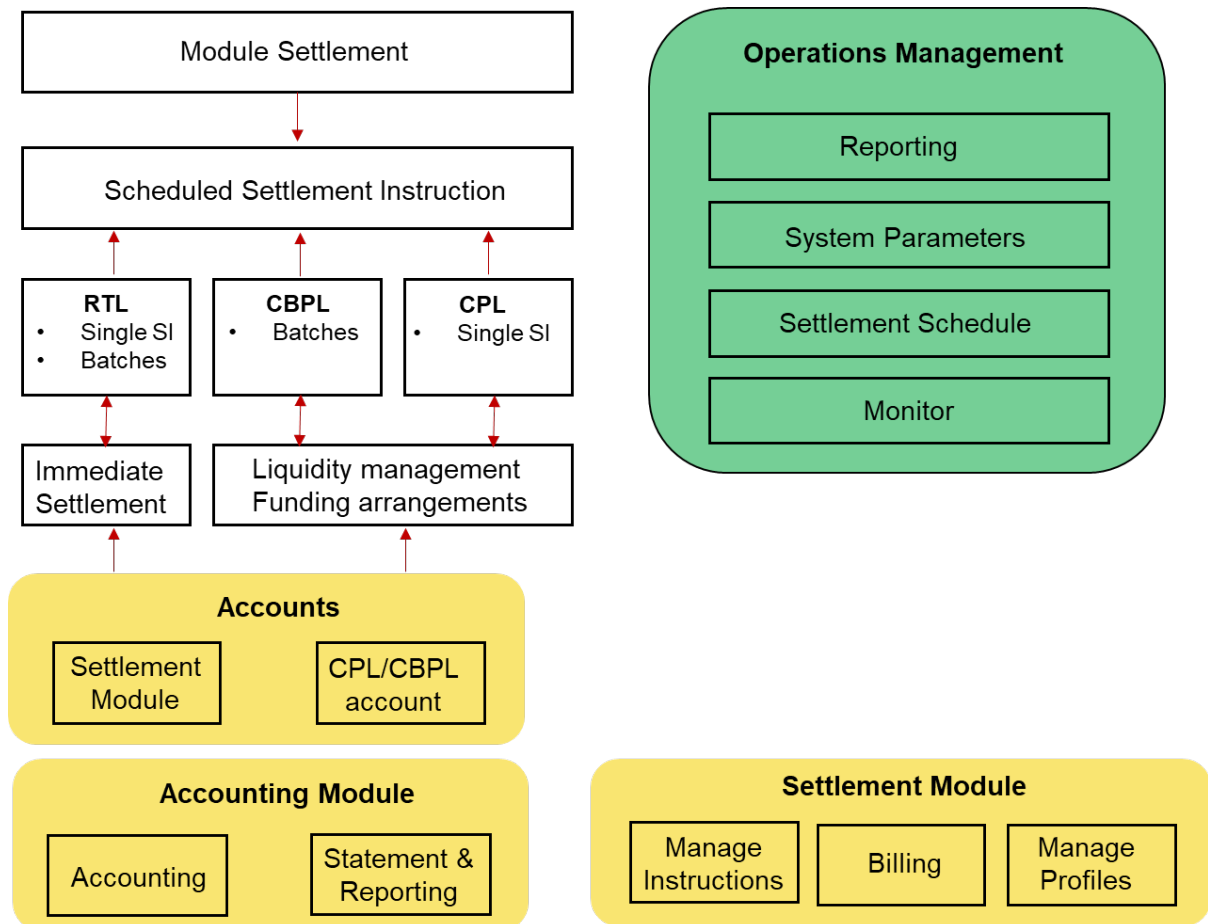 Module Settlement
Scheduled Settlement Instruction
RTL
• Single SI
• Batches
CBPL
• Batches
CPL
• Single SI
Immediate
Settlement
Liquidity management
Funding arrangements
Accounts
Settlement
Module
CPL/CBPL
account
Accounting Module
Accounting
Statement &
Reporting
Operations Management
Reporting
System Parameters
Settlement Schedule
Monitor
Settlement Module
Manage
Instructions
Billing
Manage
Profiles